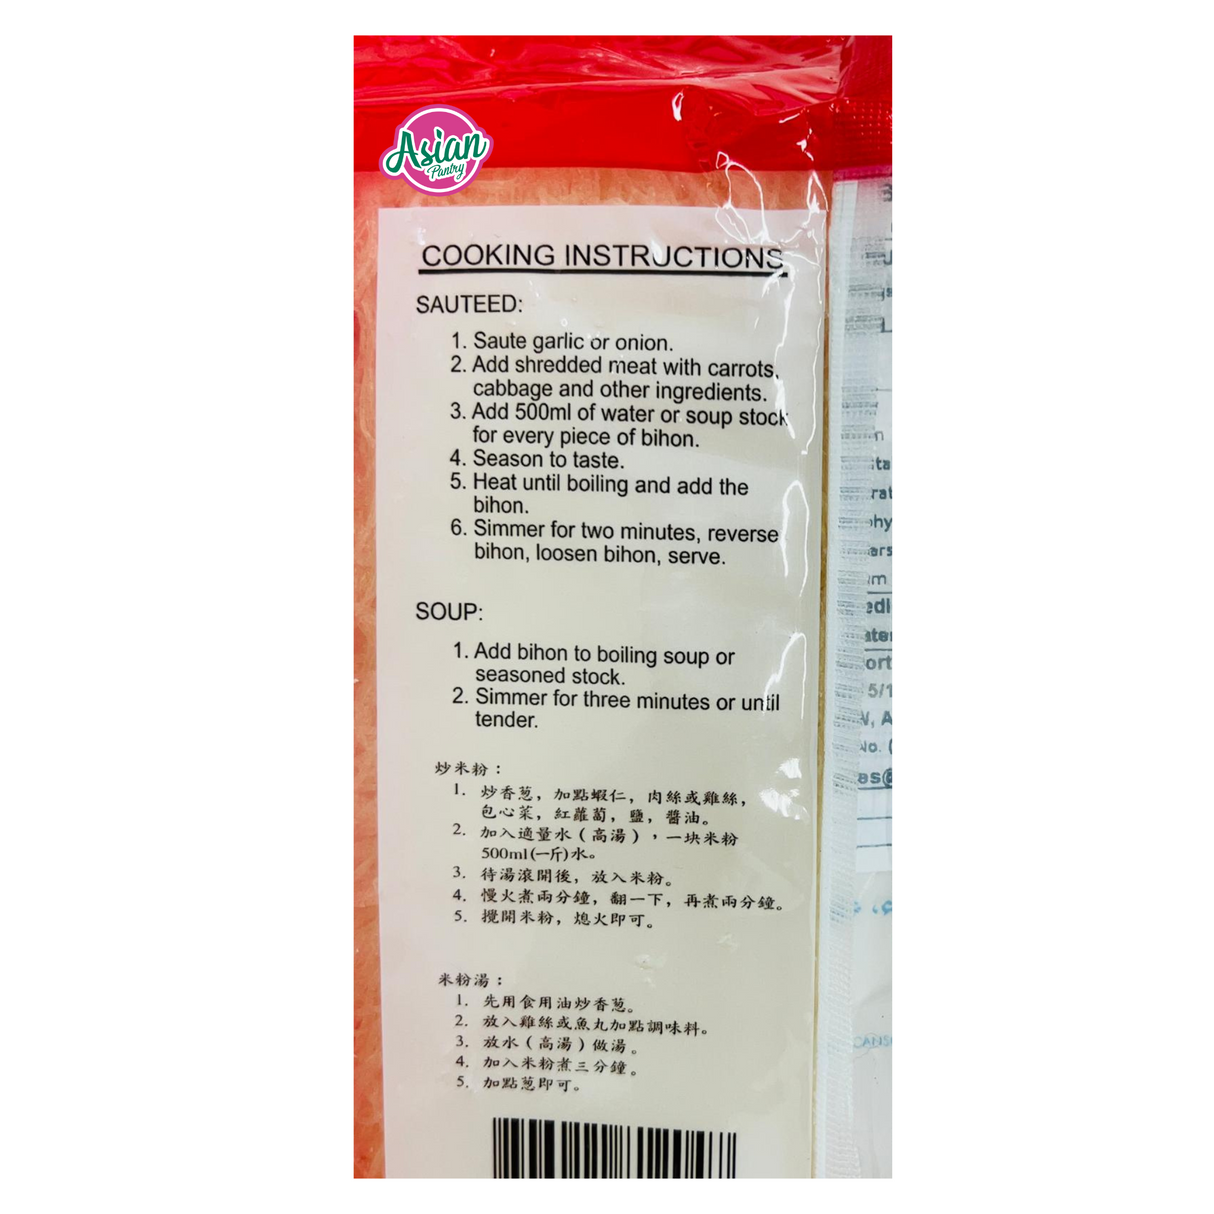 Asian
Pantry
COOKING INSTRUCTIONS
SAUTEED:
1. Saute garlic or onion.
2. Add shredded meat with carrots,
cabbage and other ingredients.
3. Add 500ml of water or soup stock
for every piece of bihon.
4. Season to taste.
5. Heat until boiling and add the
bihon.
6. Simmer for two minutes, reverse
bihon, loosen bihon, serve.
SOUP:
1. Add bihon to boiling soup or
seasoned stock.
2. Simmer for three minutes or until
tender.
炒米粉：
1. 炒香葱，加點蝦仁，肉絲或雞絲，
包心菜，紅蘿蔔，鹽，醬油。
2. 加入適量水（高湯），一块米粉
500ml(一斤)水。
3. 待湯滾開後，放入米粉。
4. 慢火煮兩分鐘，翻一下，再煮兩分鐘。
5. 攪開米粉，熄火即可。
米粉湯：
1. 先用食用油炒香葱。
2. 放入雞絲或魚丸加點調味料。
3. 放水（高湯）做湯。
4. 加入米粉煮三分鐘。
5. 加點葱即可。